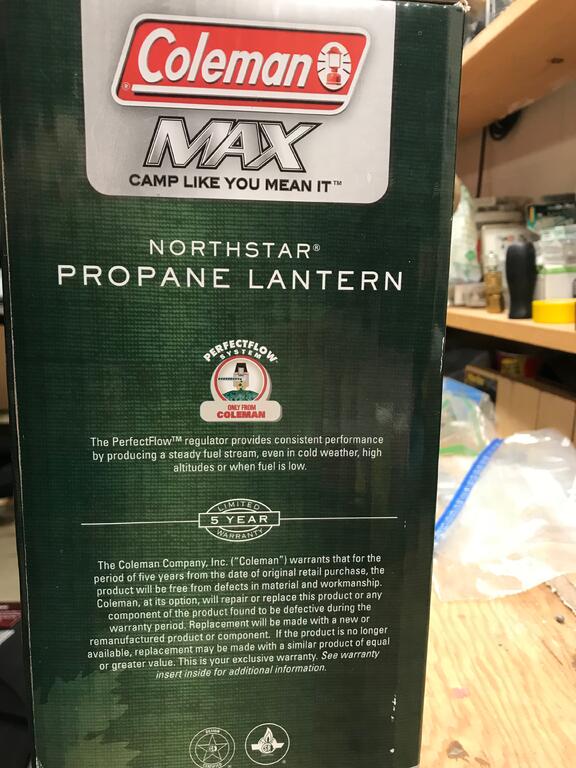 Coleman®
MAX
CAMP LIKE YOU MEAN IT™
NORTHSTAR®
PROPANE LANTERN
PERFECTFLOW™
SYSTEM
ONLY FROM
COLEMAN
The PerfectFlow™ regulator provides consistent performance
by producing a steady fuel stream, even in cold weather, high
altitudes or when fuel is low.
LIMITED
5 YEAR
WARRANTY
The Coleman Company, Inc. ("Coleman") warrants that for the
period of five years from the date of original retail purchase, the
product will be free from defects in material and workmanship.
Coleman, at its option, will repair or replace this product or any
component of the product found to be defective during the
warranty period. Replacement will be made with a new or
remanufactured product or component. If the product is no longer
available, replacement may be made with a similar product of equal
or greater value. This is your exclusive warranty. See warranty
insert inside for additional information.